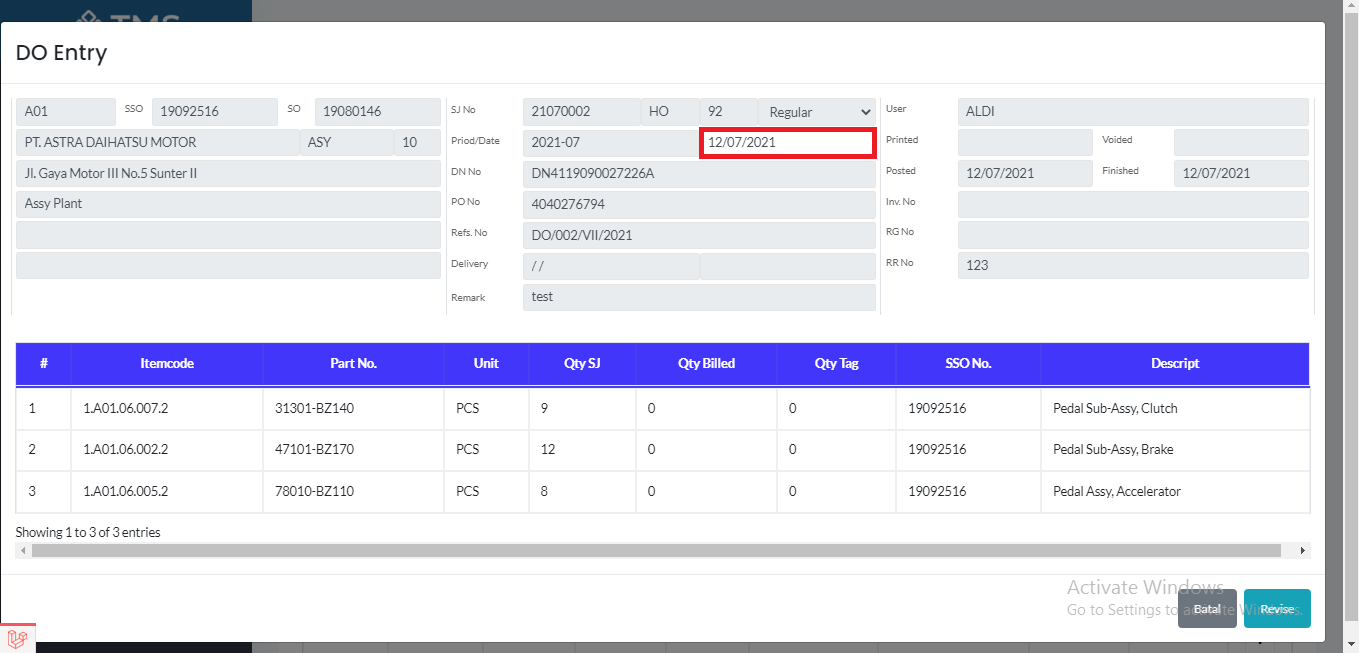 TMS
DO Entry
A01 SSO 19092516 SO 19080146
PT. ASTRA DAIHATSU MOTOR ASY 10
Jl. Gaya Motor III No.5 Sunter II
Assy Plant
SJ No 21070002 HO 92 Regular
Priod/Date 2021-07 12/07/2021
DN No DN4119090027226A
PO No 4040276794
Refs. No DO/002/VII/2021
Delivery / /
Remark test
User ALDI
Printed Voided
Posted 12/07/2021 Finished 12/07/2021
Inv. No
RG No
RR No 123
# Itemcode Part No. Unit Qty SJ Qty Billed Qty Tag SSO No. Descript
1 1.A01.06.007.2 31301-BZ140 PCS 9 0 0 19092516 Pedal Sub-Assy, Clutch
2 1.A01.06.002.2 47101-BZ170 PCS 12 0 0 19092516 Pedal Sub-Assy, Brake
3 1.A01.06.005.2 78010-BZ110 PCS 8 0 0 19092516 Pedal Assy, Accelerator
Showing 1 to 3 of 3 entries
Activate Windows
Go to Settings to activate Windows.
Batal Revise